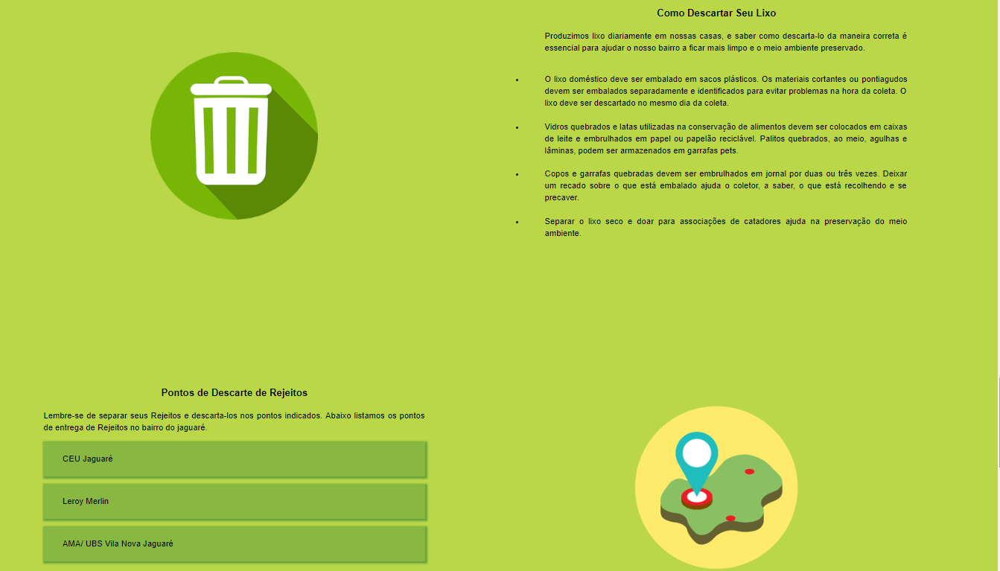 Como Descartar Seu Lixo
Produzimos lixo diariamente em nossas casas, e saber como descarta-lo da maneira correta é
essencial para ajudar o nosso bairro a ficar mais limpo e o meio ambiente preservado.
• O lixo doméstico deve ser embalado em sacos plásticos. Os materiais cortantes ou pontiagudos
devem ser embalados separadamente e identificados para evitar problemas na hora da coleta. O
lixo deve ser descartado no mesmo dia da coleta.
• Vidros quebrados e latas utilizadas na conservação de alimentos devem ser colocados em caixas
de leite e embrulhados em papel ou papelão reciclável. Palitos quebrados, ao meio, agulhas e
lâminas, podem ser armazenados em garrafas pets.
• Copos e garrafas quebradas devem ser embrulhados em jornal por duas ou três vezes. Deixar
um recado sobre o que está embalado ajuda o coletor, a saber, o que está recolhendo e se
precaver.
• Separar o lixo seco e doar para associações de catadores ajuda na preservação do meio
ambiente.
Pontos de Descarte de Rejeitos
Lembre-se de separar seus Rejeitos e descarta-los nos pontos indicados. Abaixo listamos os pontos
de entrega de Rejeitos no bairro do jaguaré.
CEU Jaguaré
Leroy Merlin
AMA/ UBS Vila Nova Jaguaré